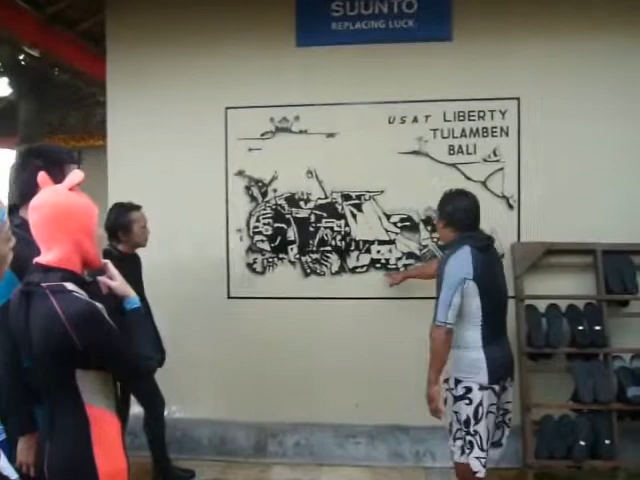 SUUNTO
REPLACING LUCK.
USAT LIBERTY
TULAMBEN
BALI